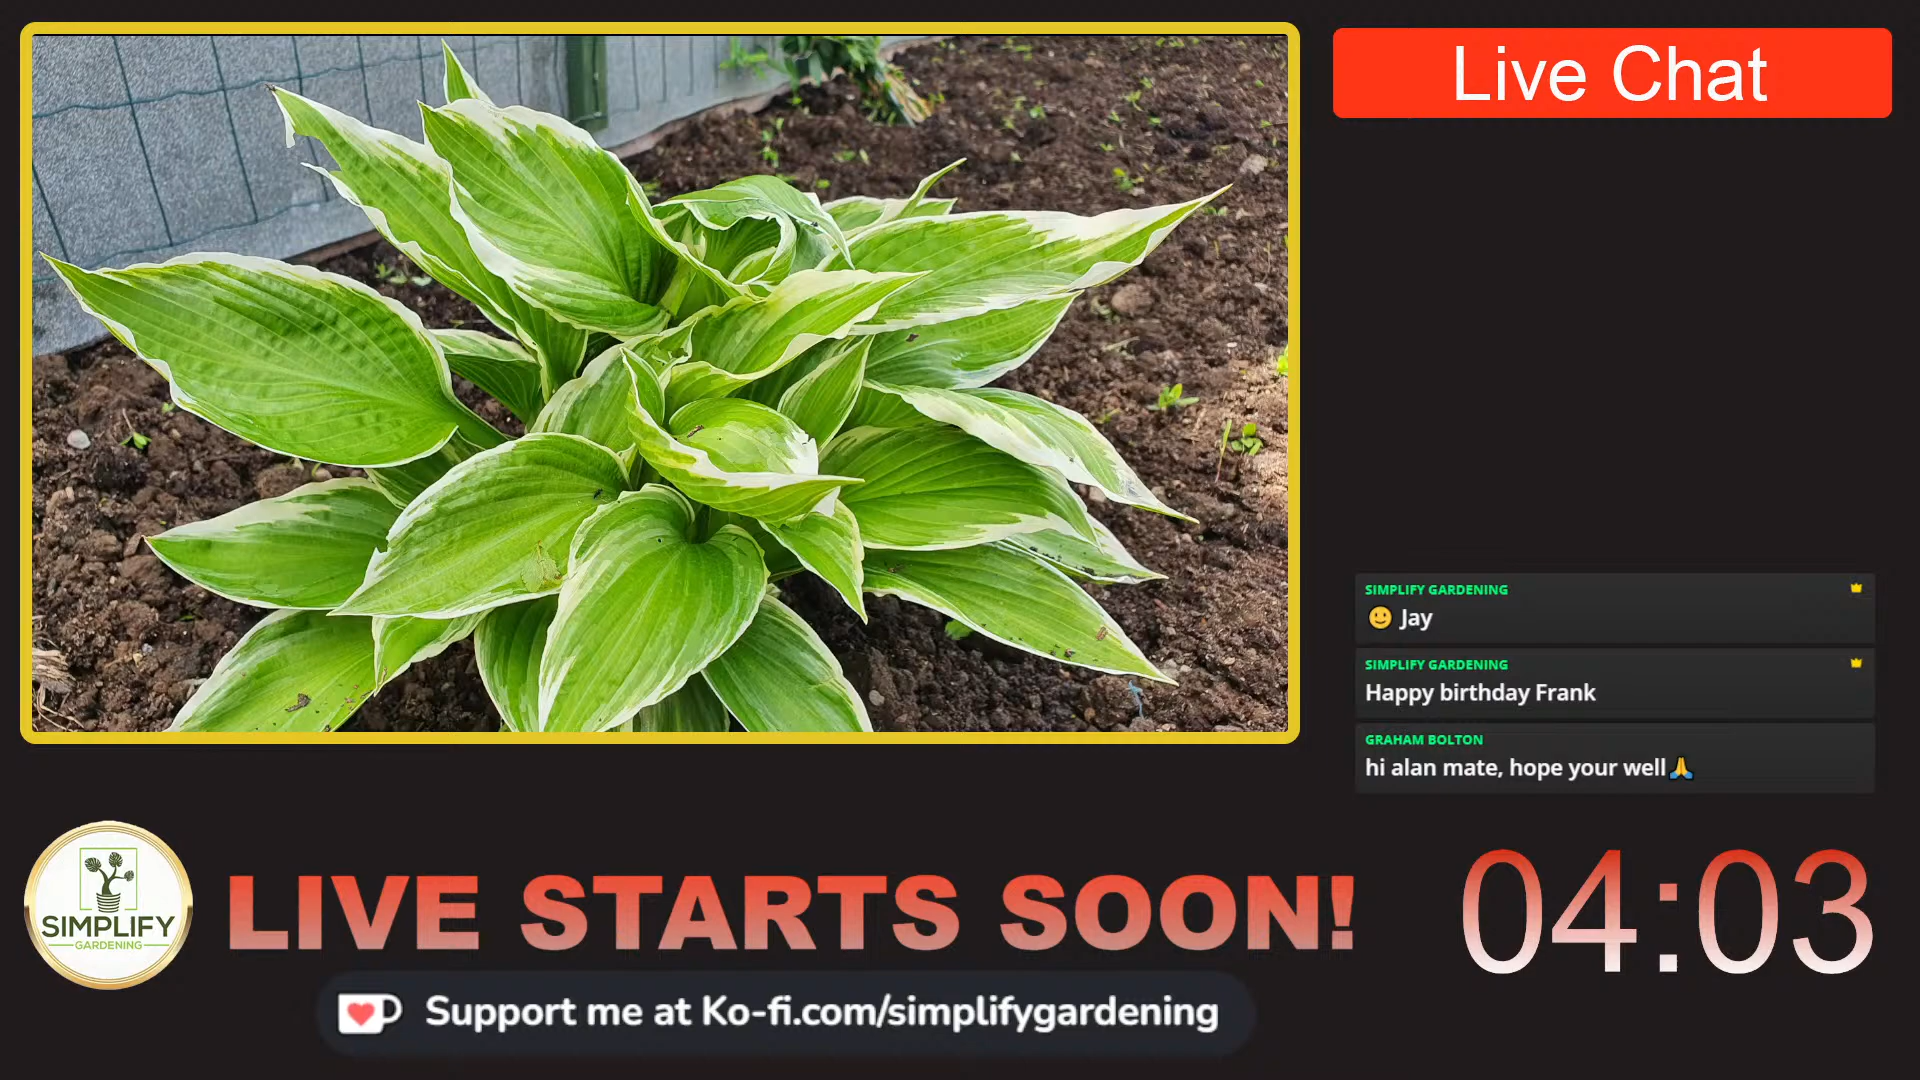 Live Chat
SIMPLIFY GARDENING
🙂 Jay
SIMPLIFY GARDENING
Happy birthday Frank
GRAHAM BOLTON
hi alan mate, hope your well🙏
SIMPLIFY
GARDENING
LIVE STARTS SOON!
04:03
Support me at Ko-fi.com/simplifygardening